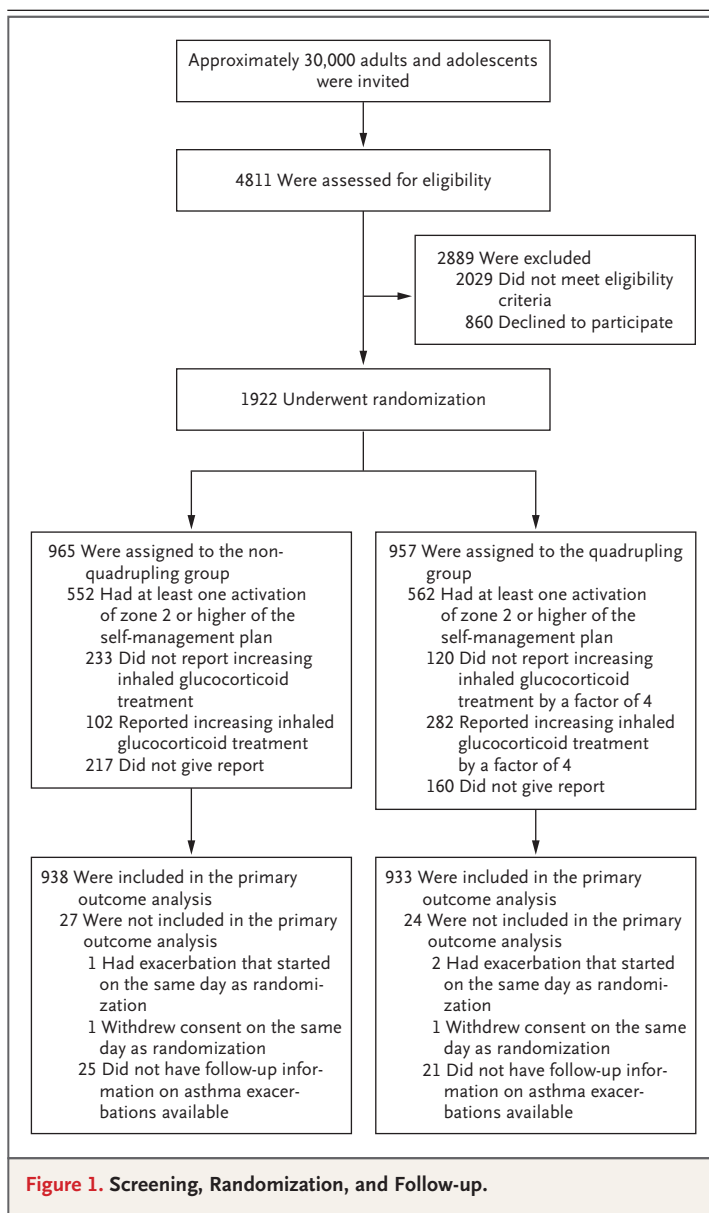 Approximately 30,000 adults and adolescents
were invited
4811 Were assessed for eligibility
2889 Were excluded
2029 Did not meet eligibility
criteria
860 Declined to participate
1922 Underwent randomization
965 Were assigned to the non-
quadrupling group
552 Had at least one activation
of zone 2 or higher of the
self-management plan
233 Did not report increasing
inhaled glucocorticoid
treatment
102 Reported increasing inhaled
glucocorticoid treatment
217 Did not give report
957 Were assigned to the quadrupling
group
562 Had at least one activation
of zone 2 or higher of the
self-management plan
120 Did not report increasing
inhaled glucocorticoid
treatment by a factor of 4
282 Reported increasing inhaled
glucocorticoid treatment
by a factor of 4
160 Did not give report
938 Were included in the primary
outcome analysis
27 Were not included in the primary
outcome analysis
1 Had exacerbation that started
on the same day as randomi-
zation
1 Withdrew consent on the same
day as randomization
25 Did not have follow-up infor-
mation on asthma exacer-
bations available
933 Were included in the primary
outcome analysis
24 Were not included in the primary
outcome analysis
2 Had exacerbation that started
on the same day as randomi-
zation
1 Withdrew consent on the same
day as randomization
21 Did not have follow-up infor-
mation on asthma exacer-
bations available
Figure 1. Screening, Randomization, and Follow-up.